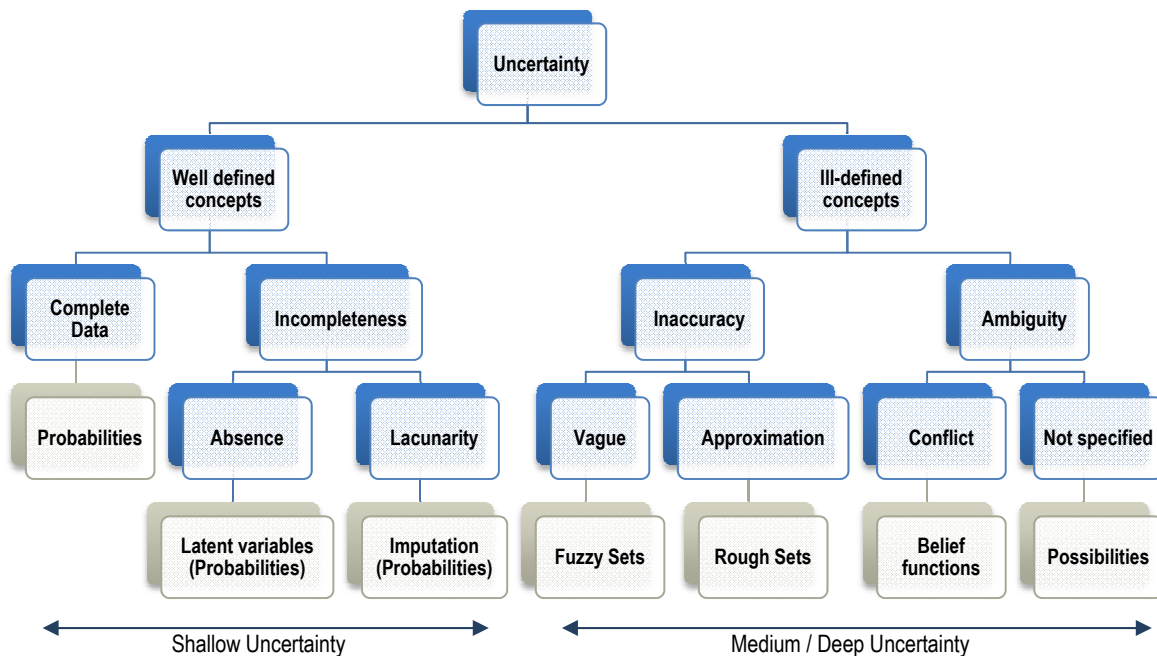 Uncertainty
Well defined
concepts
Ill-defined
concepts
Complete
Data
Incompleteness
Inaccuracy
Ambiguity
Probabilities
Absence
Lacunarity
Vague
Approximation
Conflict
Not specified
Latent variables
(Probabilities)
Imputation
(Probabilities)
Fuzzy Sets
Rough Sets
Belief
functions
Possibilities
Shallow Uncertainty
Medium / Deep Uncertainty